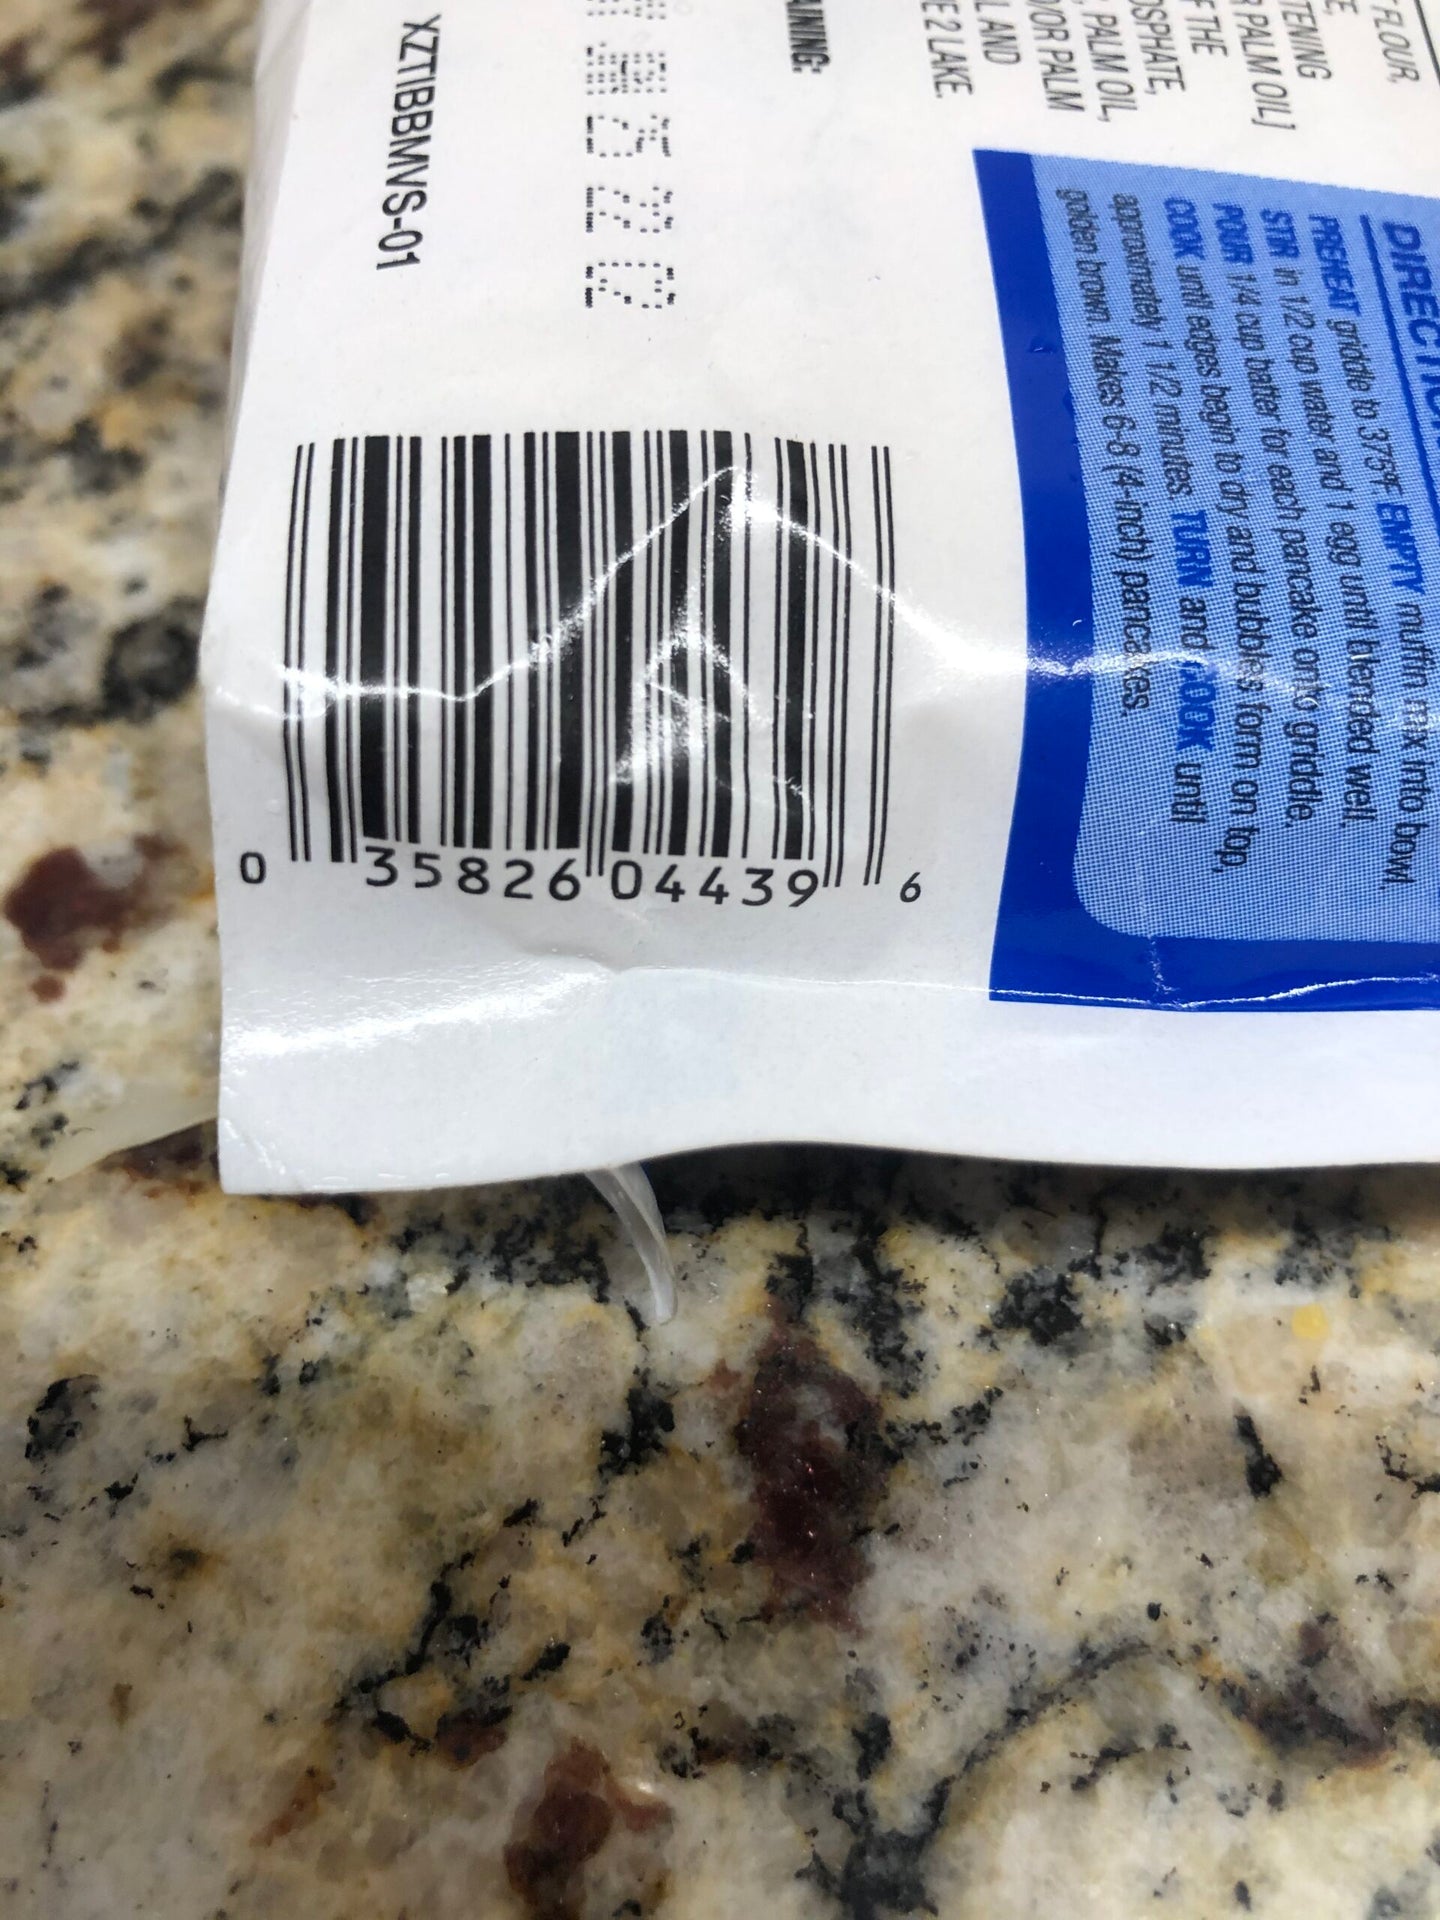 FLOUR,
TENING
R PALM OIL]
F THE
OSPHATE,
PALM OIL,
D/OR PALM
AND
E 2 LAKE.
AINING:
XZTIBBMVS-01
PREHEAT griddle to 375°F. EMPTY muffin mix into bowl.
STIR in 1/2 cup water and 1 egg until blended well.
POUR 1/4 cup batter for each pancake onto griddle.
COOK until edges begin to dry and bubbles form on top,
approximately 1 1/2 minutes. TURN and COOK until
golden brown. Makes 6-8 (4-inch) pancakes.
0 35826 04439 6